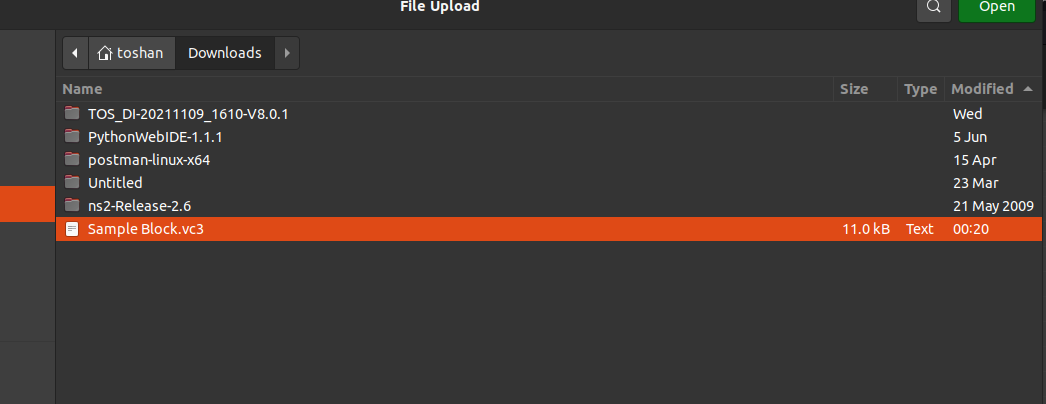 File Upload Open
toshan Downloads
Name Size Type Modified
TOS_DI-20211109_1610-V8.0.1 Wed
PythonWebIDE-1.1.1 5 Jun
postman-linux-x64 15 Apr
Untitled 23 Mar
ns2-Release-2.6 21 May 2009
Sample Block.vc3 11.0 kB Text 00:20